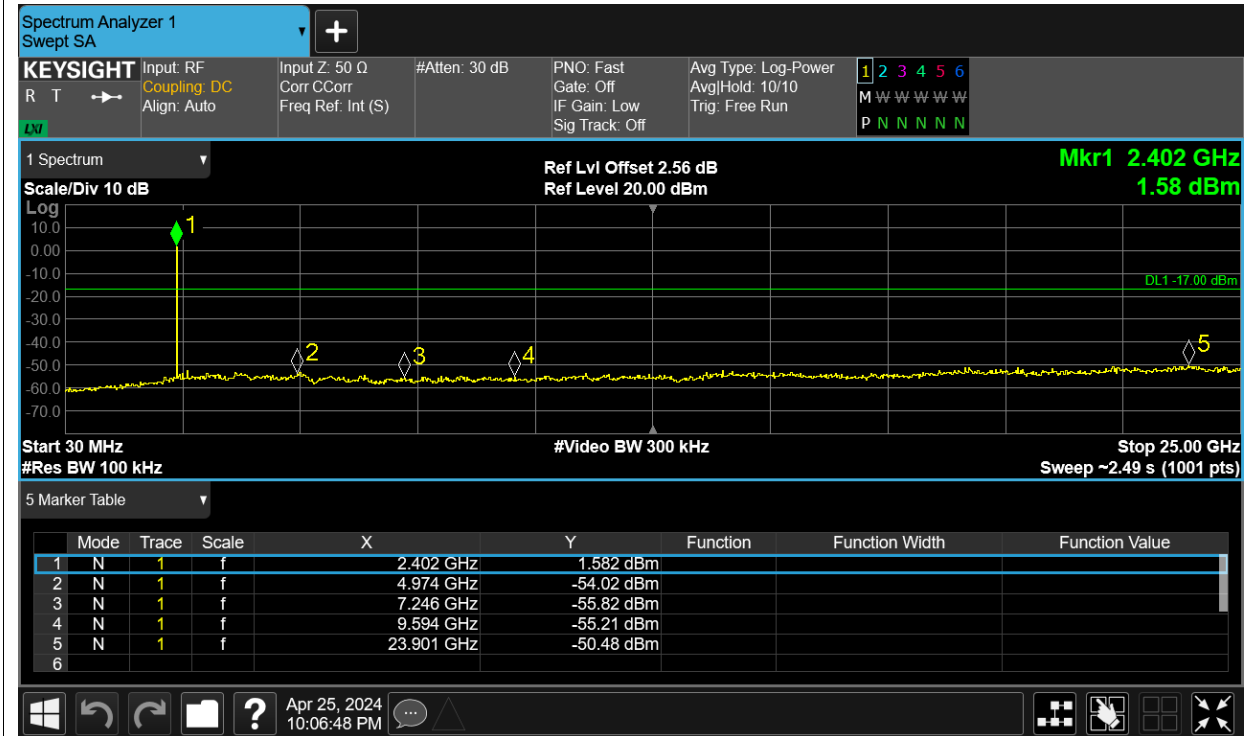 Spectrum Analyzer 1
Swept SA
KEYSIGHT
R T
LXI
Input: RF
Coupling: DC
Align: Auto
Input Z: 50 Ω
Corr CCorr
Freq Ref: Int (S)
#Atten: 30 dB
PNO: Fast
Gate: Off
IF Gain: Low
Sig Track: Off
Avg Type: Log-Power
Avg|Hold: 10/10
Trig: Free Run
1 2 3 4 5 6
M W W W W W
P N N N N N
1 Spectrum
Scale/Div 10 dB
Ref Lvl Offset 2.56 dB
Ref Level 20.00 dBm
Mkr1 2.402 GHz
1.58 dBm
Log
10.0
0.00
-10.0
-20.0
-30.0
-40.0
-50.0
-60.0
-70.0
1
2
3
4
5
DL1 -17.00 dBm
Start 30 MHz
#Res BW 100 kHz
#Video BW 300 kHz
Stop 25.00 GHz
Sweep ~2.49 s (1001 pts)
5 Marker Table
Mode Trace Scale X Y Function Function Width Function Value
1 N 1 f 2.402 GHz 1.582 dBm
2 N 1 f 4.974 GHz -54.02 dBm
3 N 1 f 7.246 GHz -55.82 dBm
4 N 1 f 9.594 GHz -55.21 dBm
5 N 1 f 23.901 GHz -50.48 dBm
6
?
Apr 25, 2024
10:06:48 PM